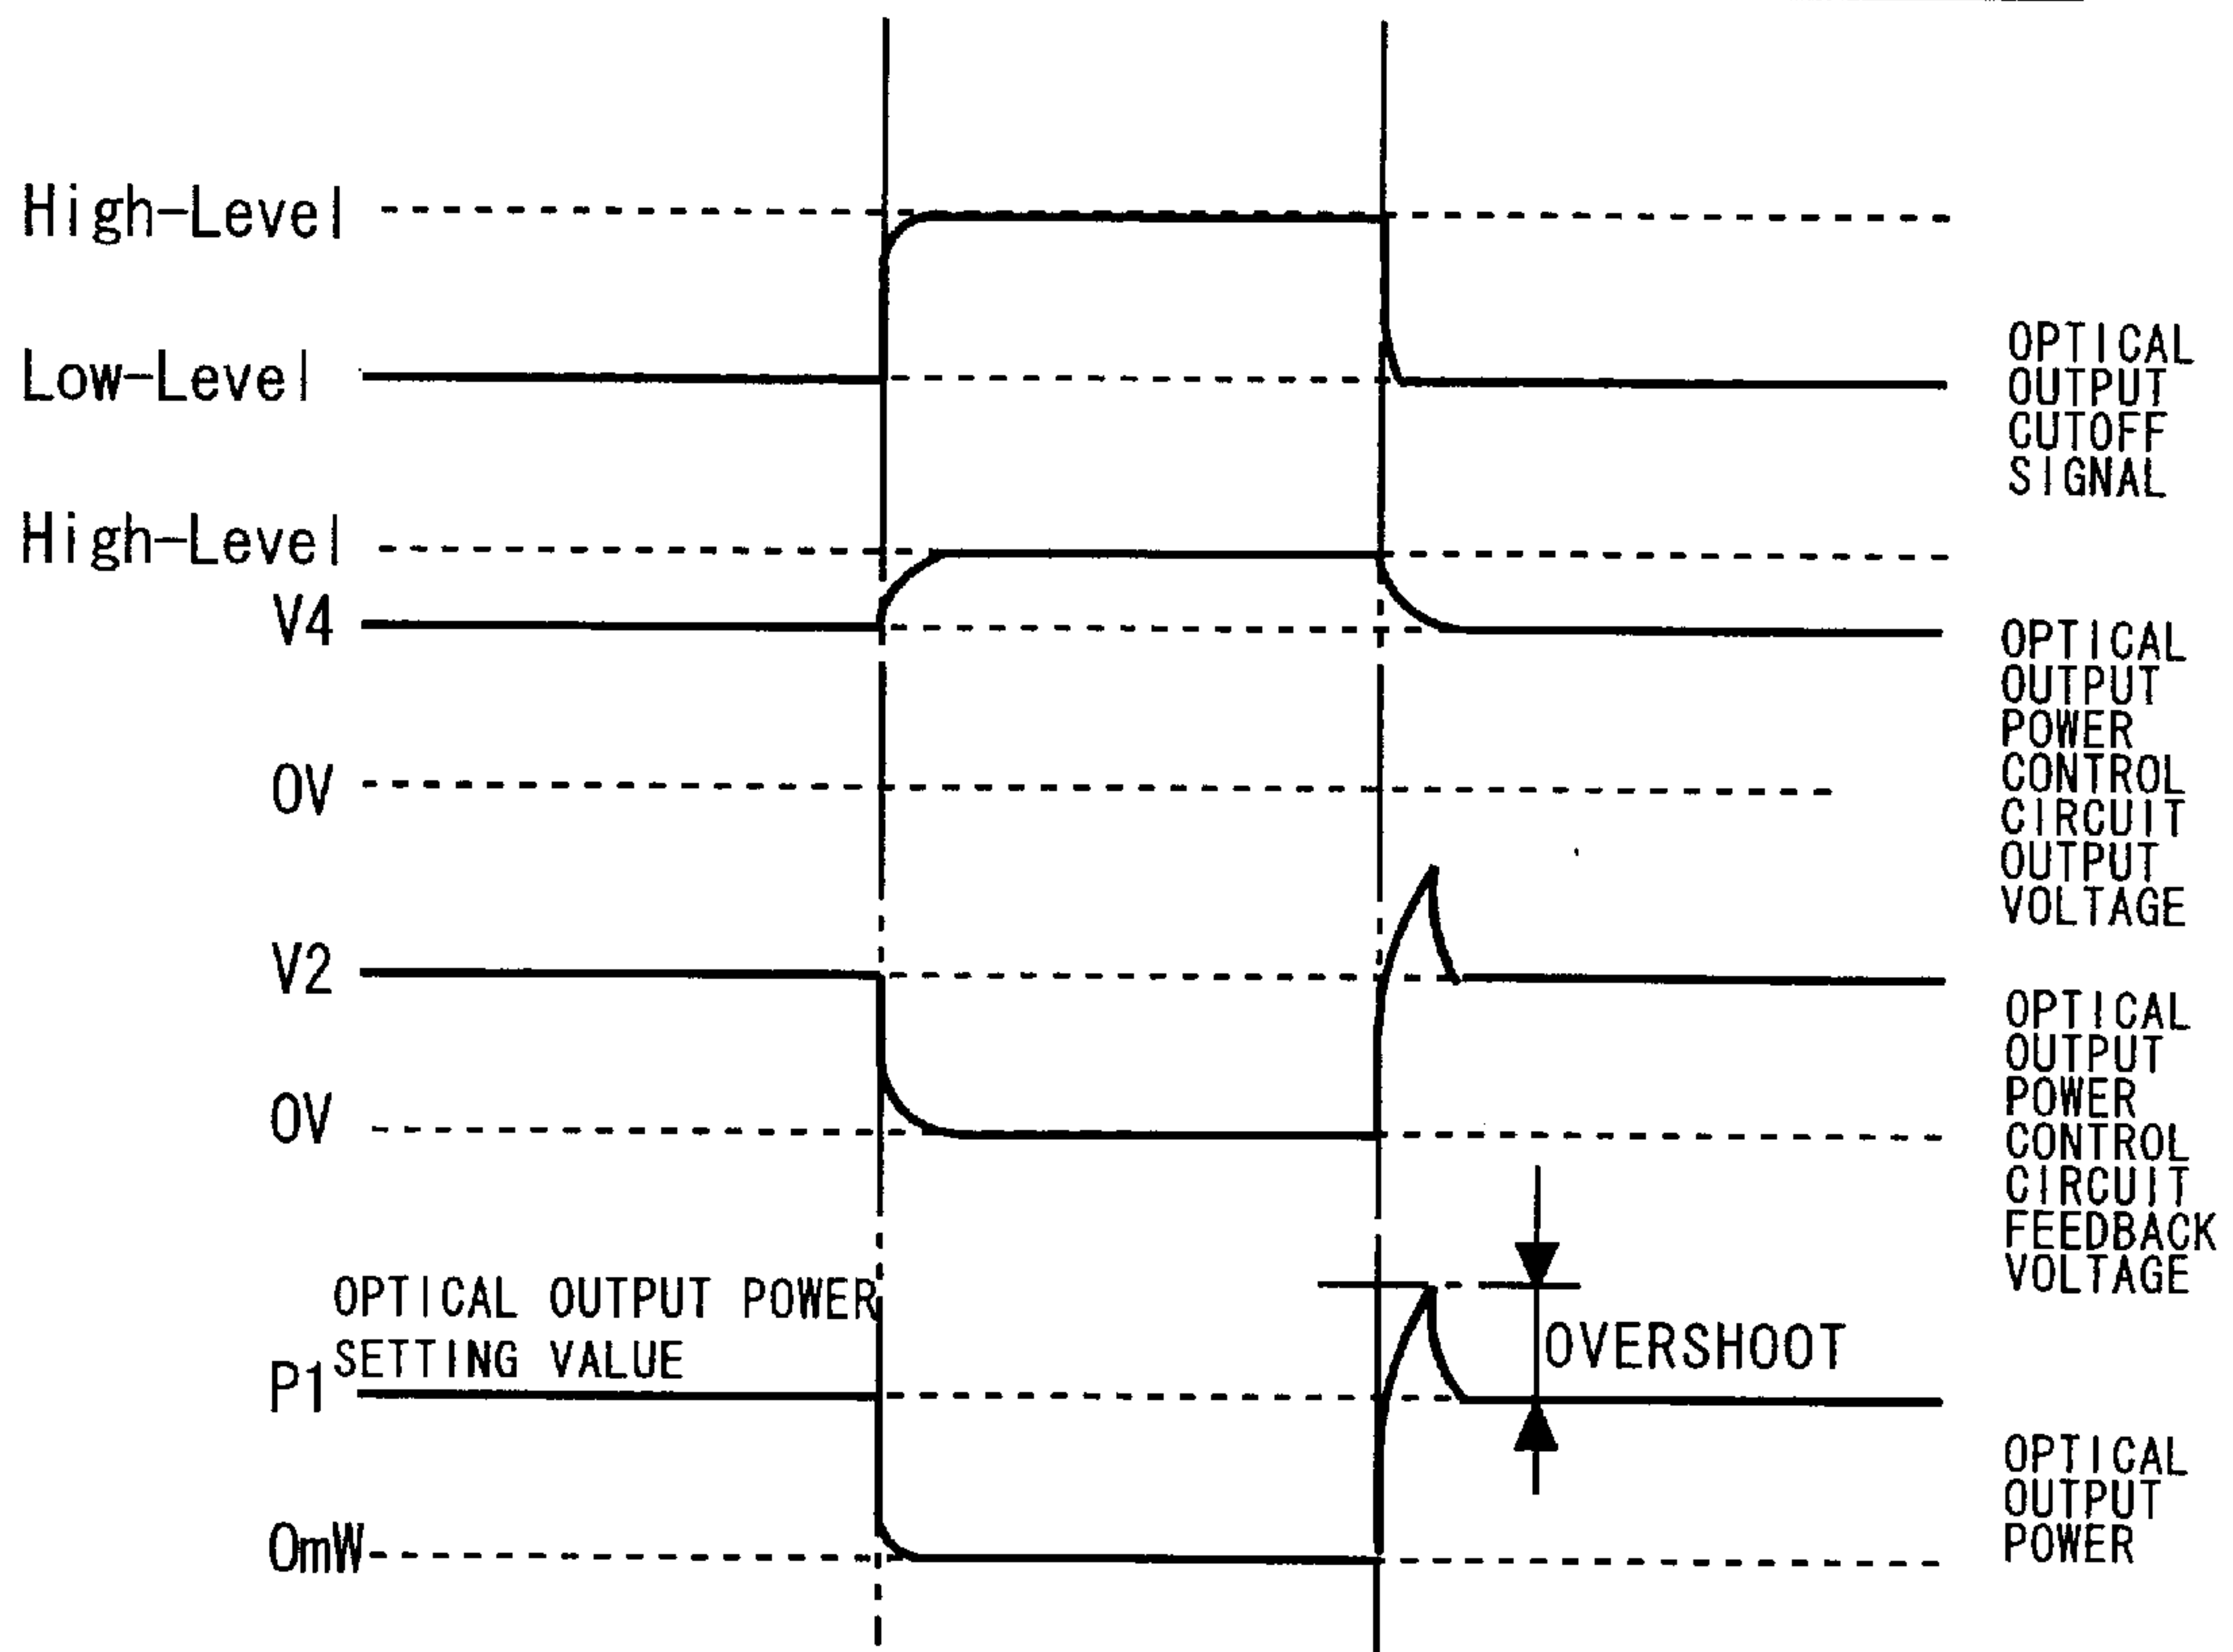 High-Level
Low-Level
OPTICAL
OUTPUT
CUTOFF
SIGNAL
High-Level
V4
OPTICAL
OUTPUT
POWER
CONTROL
CIRCUIT
OUTPUT
VOLTAGE
0V
V2
OPTICAL
OUTPUT
POWER
CONTROL
CIRCUIT
FEEDBACK
VOLTAGE
0V
OPTICAL OUTPUT POWER
SETTING VALUE
P1
OVERSHOOT
OPTICAL
OUTPUT
POWER
0mW